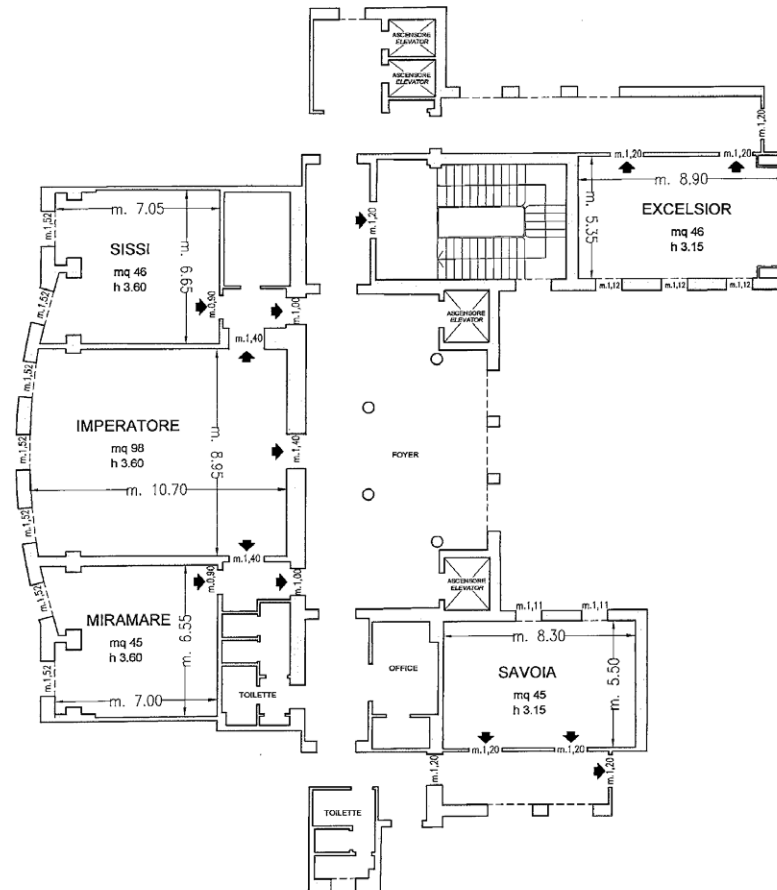 ASCENSORE
ELEVATOR
ASCENSORE
ELEVATOR
m.1,20
m.1,20
m.1,20
m. 8.90
m. 5.35
EXCELSIOR
mq 46
h 3.15
m.1,12
m.1,12
m.1,12
m.1,20
m.1,52
m. 7.05
SISSI
mq 46
h 3.60
m. 6.65
m.1,52
m.0,90
m.1,00
m.1,40
ASCENSORE
ELEVATOR
m.1,52
IMPERATORE
mq 98
h 3.60
m. 8.95
m. 10.70
m.1,52
m.1,40
FOYER
m.1,52
m.1,40
m.0,90
m.1,00
ASCENSORE
ELEVATOR
m.1,52
MIRAMARE
mq 45
h 3.60
m. 6.55
m. 7.00
m.1,52
TOILETTE
OFFICE
m.1,11
m.1,11
m. 8.30
m. 5.50
SAVOIA
mq 45
h 3.15
m.1,20
m.1,20
m.1,20
m.1,20
TOILETTE